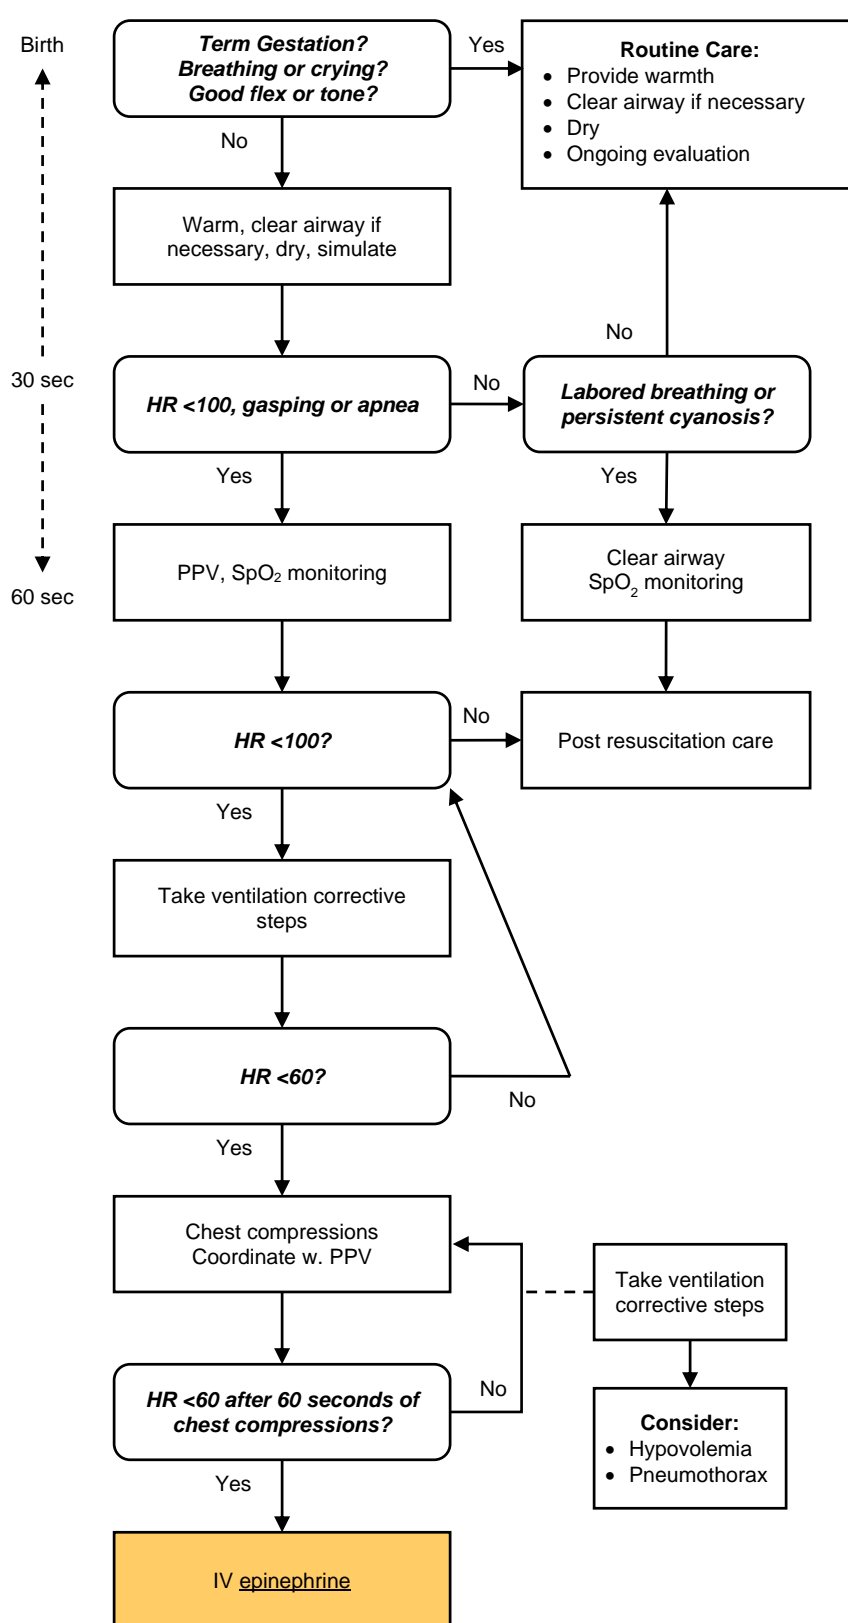 Birth
Term Gestation?
Breathing or crying?
Good flex or tone?
Yes
Routine Care:
• Provide warmth
• Clear airway if necessary
• Dry
• Ongoing evaluation
No
Warm, clear airway if
necessary, dry, simulate
No
30 sec
HR <100, gasping or apnea
No
Labored breathing or
persistent cyanosis?
Yes
Yes
60 sec
PPV, SpO₂ monitoring
Clear airway
SpO₂ monitoring
HR <100?
No
Post resuscitation care
Yes
Take ventilation corrective
steps
HR <60?
No
Yes
Chest compressions
Coordinate w. PPV
Take ventilation
corrective steps
HR <60 after 60 seconds of
chest compressions?
No
Consider:
• Hypovolemia
• Pneumothorax
Yes
IV epinephrine